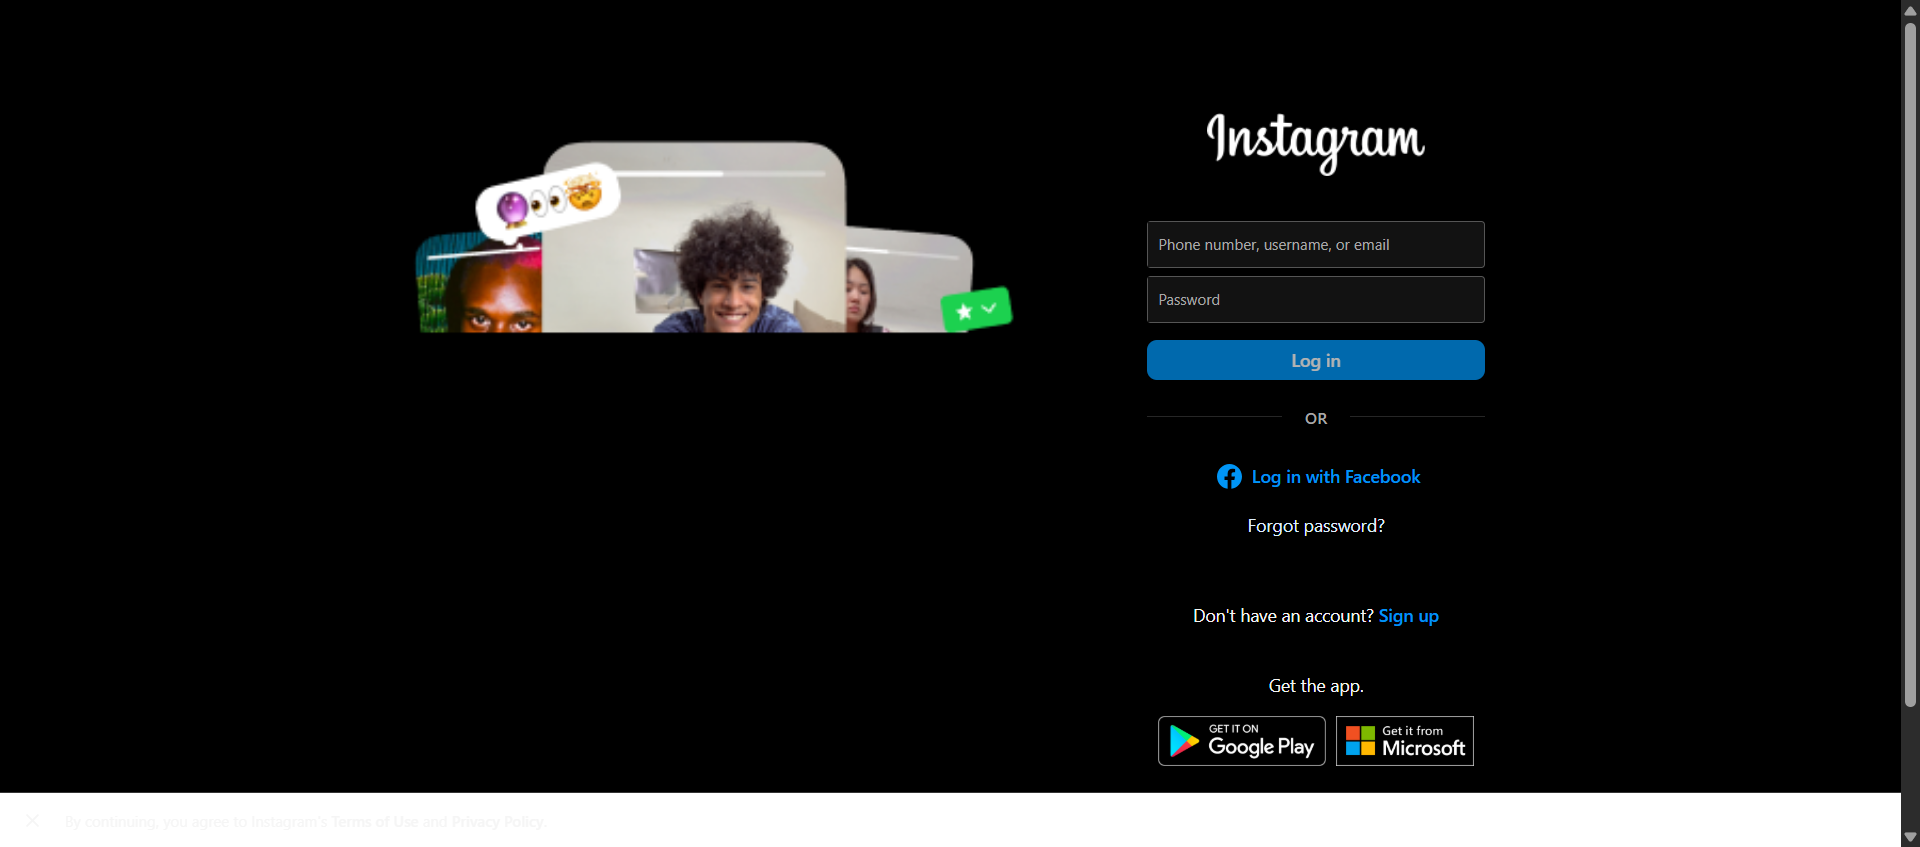 Instagram
Phone number, username, or email
Password
Log in
OR
Log in with Facebook
Forgot password?
Don't have an account? Sign up
Get the app.
GET IT ON
Google Play
Get it from
Microsoft
By continuing, you agree to Instagram's Terms of Use and Privacy Policy.